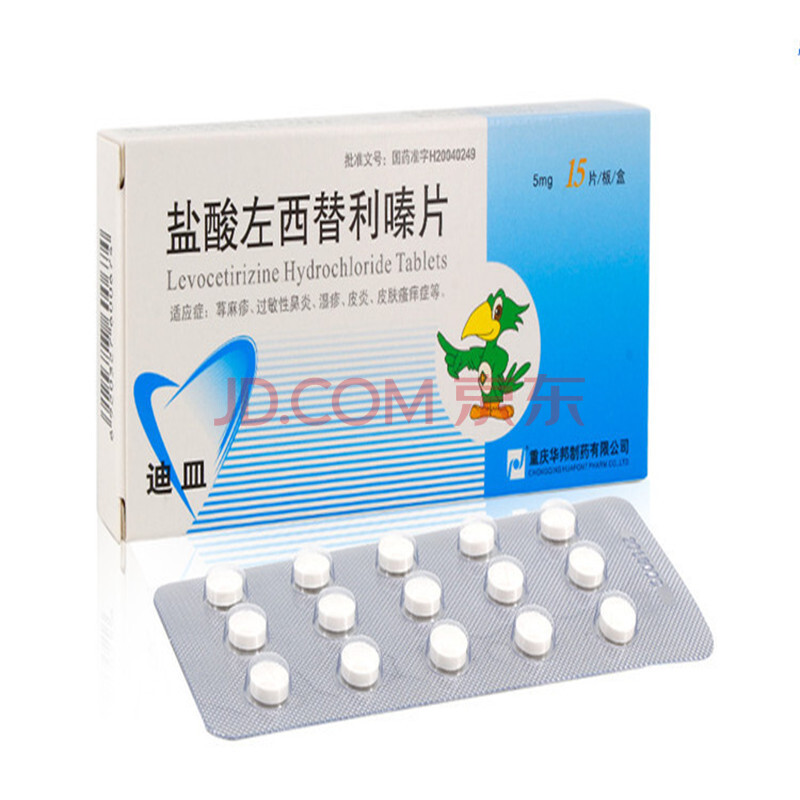 批准文号：国药准字H20040249
5mg 15片/板/盒
盐酸左西替利嗪片
Levocetirizine Hydrochloride Tablets
适应症：荨麻疹、过敏性鼻炎、湿疹、皮炎、皮肤瘙痒症等。
JD.COM 京东
迪皿
重庆华邦制药有限公司
CHONGQING HUAPONT PHARM CO.,LTD